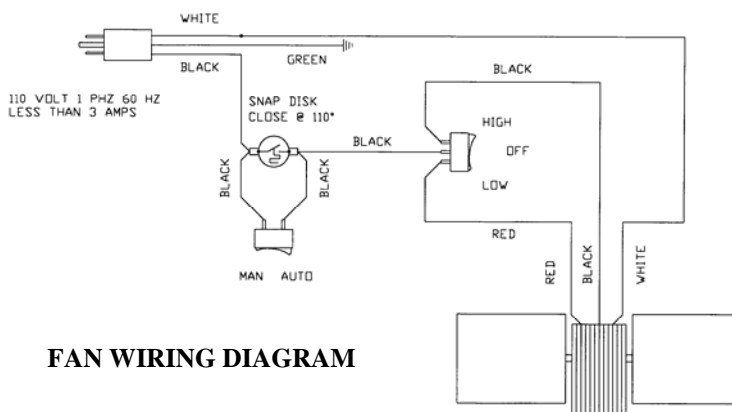 WHITE
GREEN
BLACK
110 VOLT 1 PHZ 60 HZ
LESS THAN 3 AMPS
SNAP DISK
CLOSE @ 110°
BLACK
BLACK
BLACK
MAN AUTO
BLACK
HIGH
OFF
LOW
RED
RED
BLACK
WHITE
FAN WIRING DIAGRAM